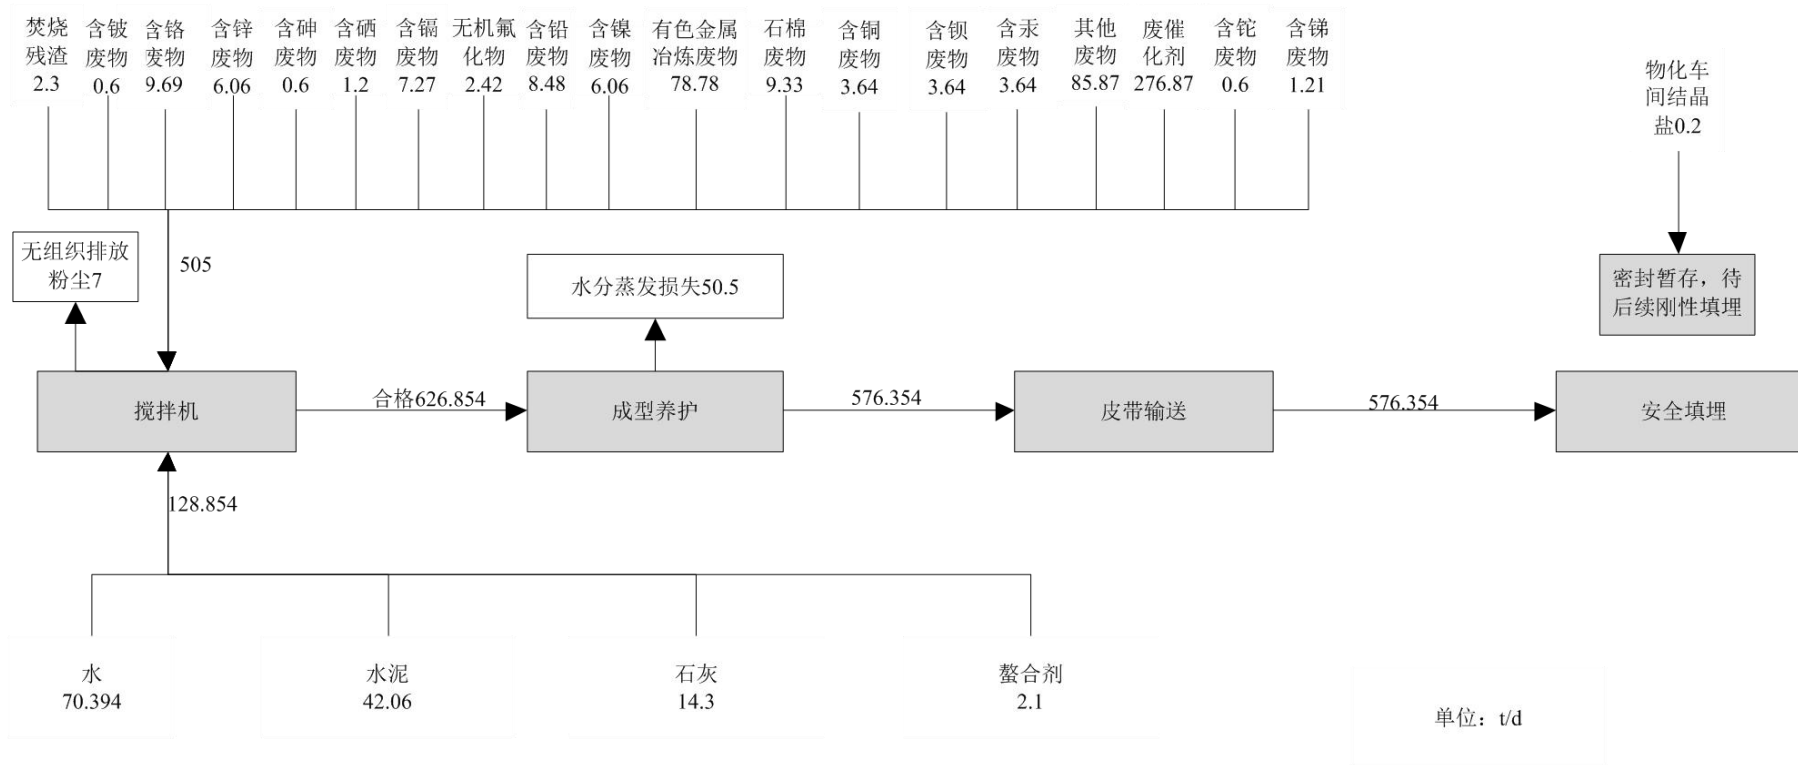 焚烧
残渣
2.3
含铍
废物
0.6
含铬
废物
9.69
含锌
废物
6.06
含砷
废物
0.6
含硒
废物
1.2
含镉
废物
7.27
无机氟
化物
2.42
含铅
废物
8.48
含镍
废物
6.06
有色金属
冶炼废物
78.78
石棉
废物
9.33
含铜
废物
3.64
含钡
废物
3.64
含汞
废物
3.64
其他
废物
85.87
废催
化剂
276.87
含铊
废物
0.6
含锑
废物
1.21
物化车
间结晶
盐0.2
无组织排放
粉尘7
505
水分蒸发损失50.5
密封暂存，待
后续刚性填埋
搅拌机
合格626.854
成型养护
576.354
皮带输送
576.354
安全填埋
128.854
水
70.394
水泥
42.06
石灰
14.3
螯合剂
2.1
单位：t/d